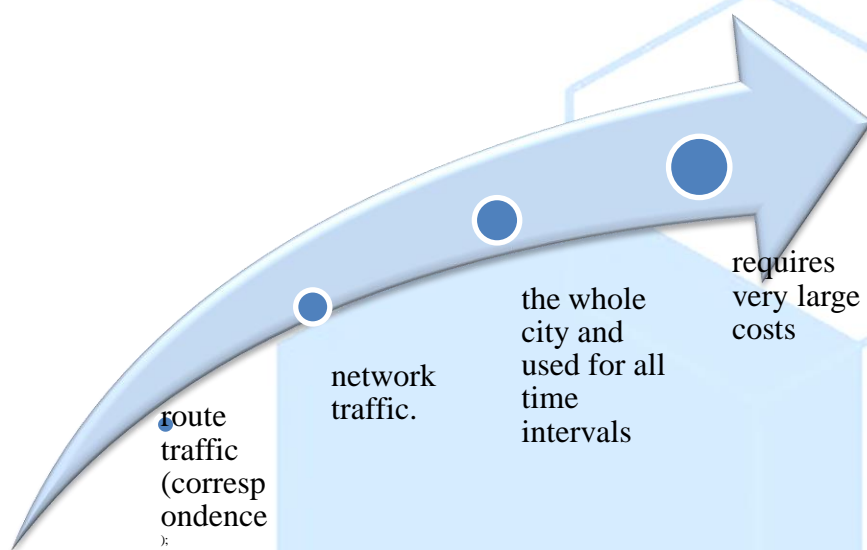 route
traffic
(corresp
ondence
);
network
traffic.
the whole
city and
used for all
time
intervals
requires
very large
costs